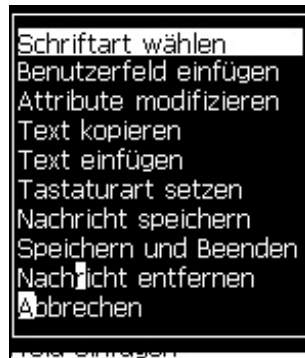 Schriftart wählen
Benutzerfeld einfügen
Attribute modifizieren
Text kopieren
Text einfügen
Tastaturart setzen
Nachricht speichern
Speichern und Beenden
Nachricht entfernen
Abbrechen